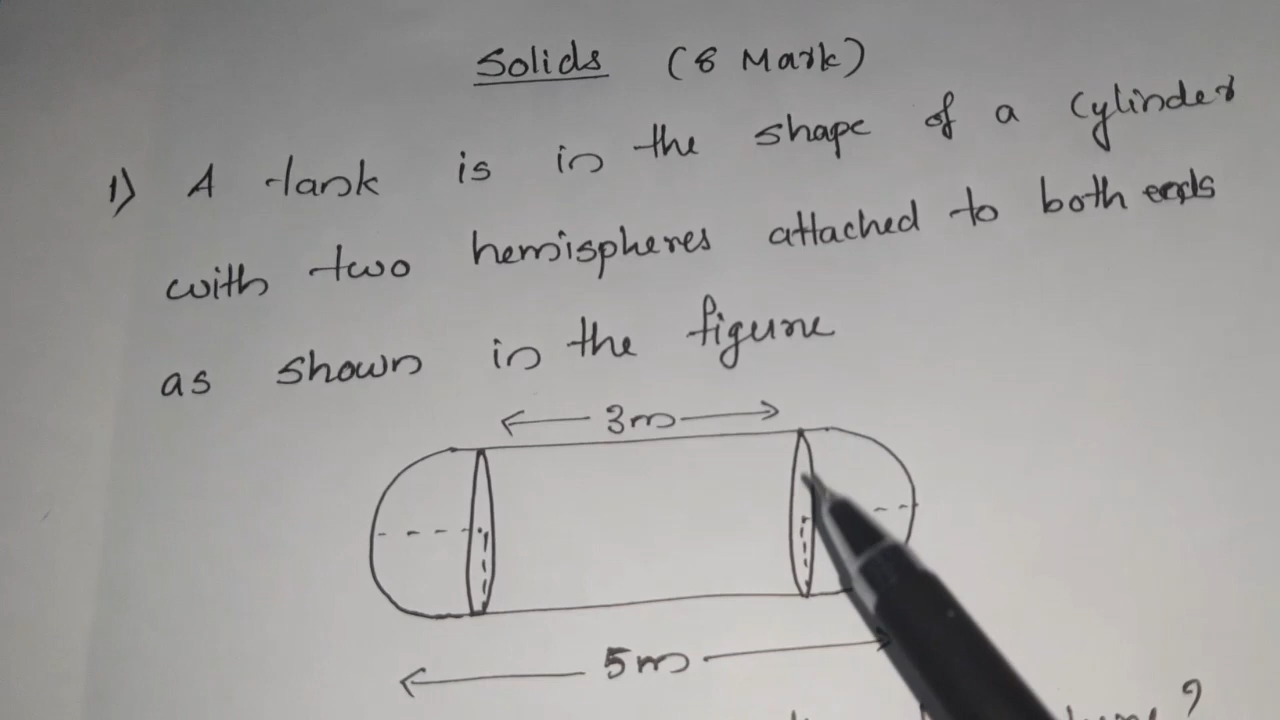 Solids (8 Mark)
1) A tank is in the shape of a cylinder
with two hemispheres attached to both ends
as shown in the figure
3m
5m
?